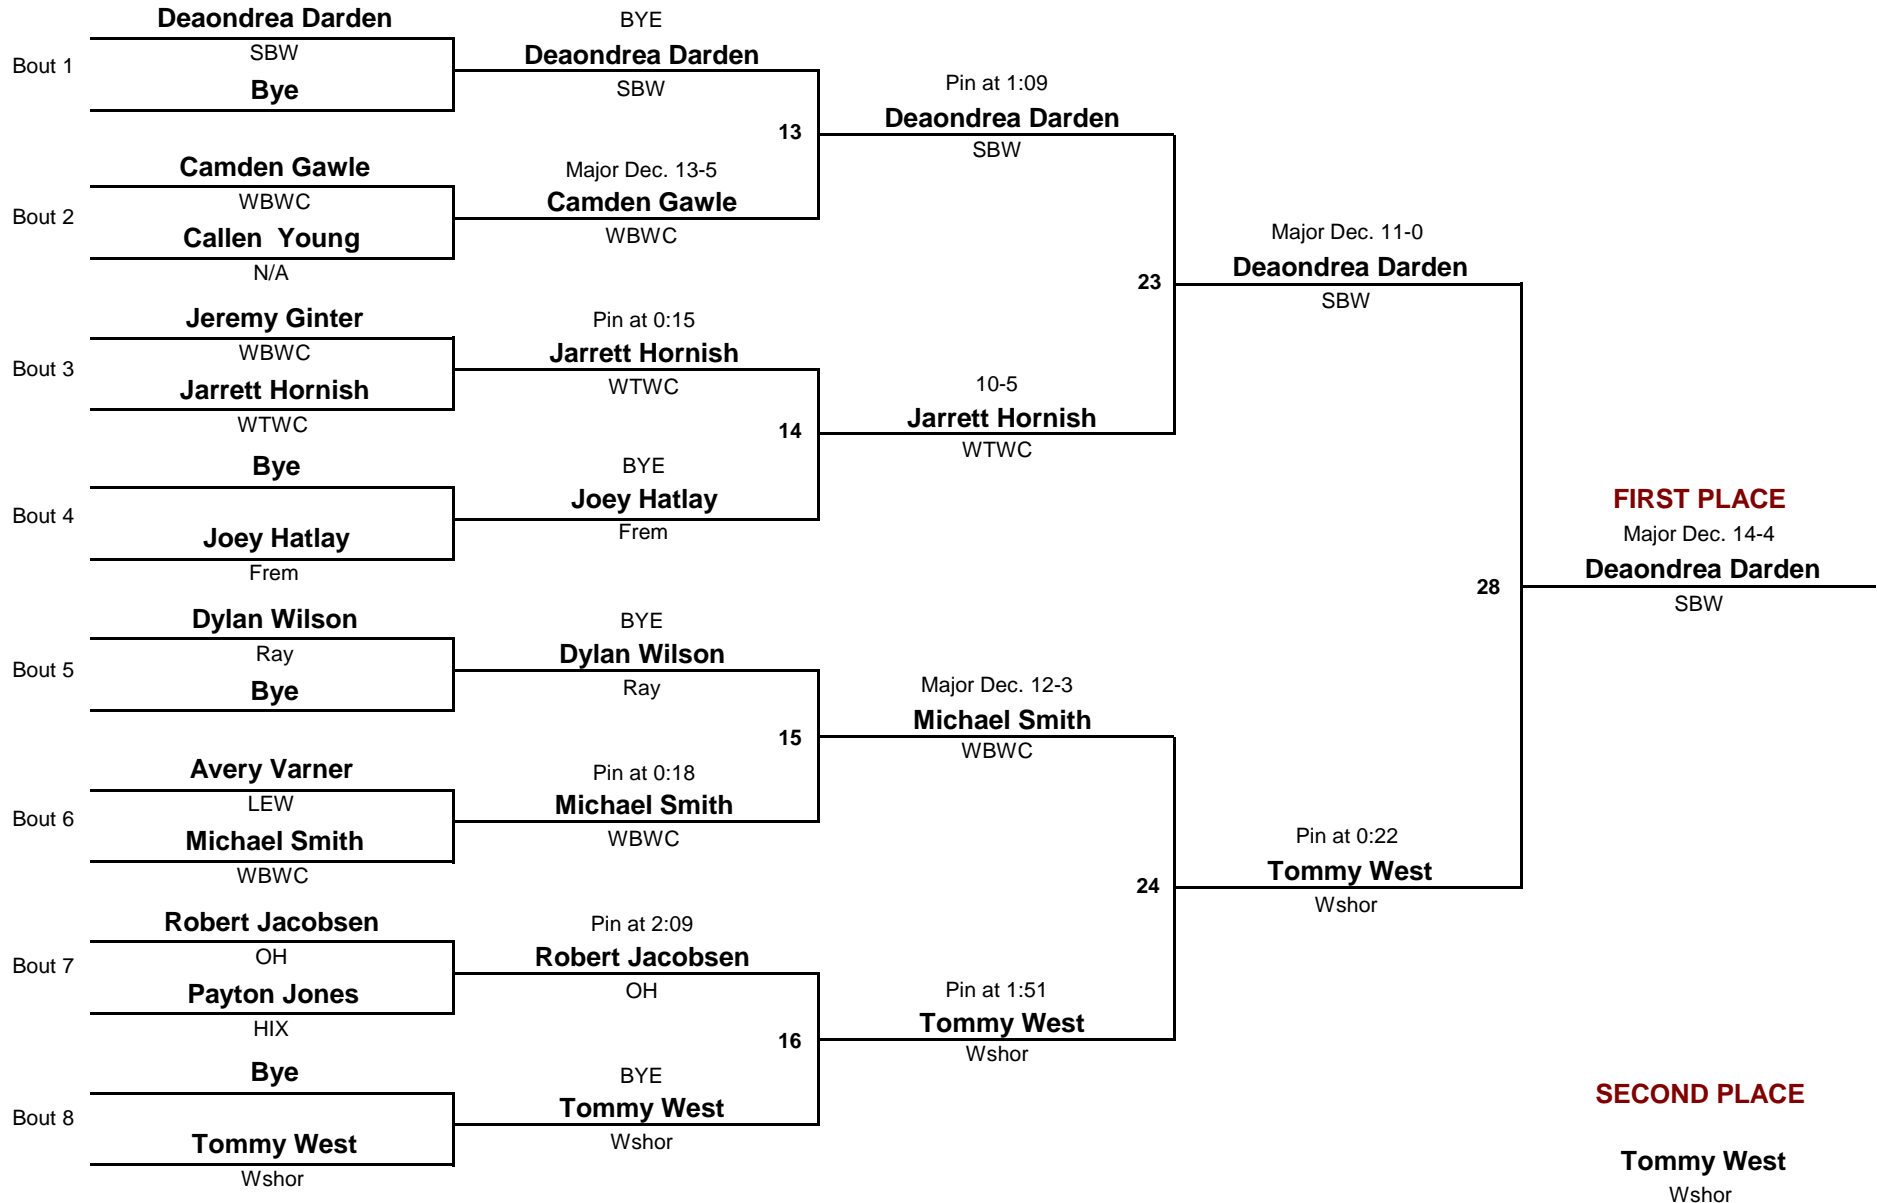 Deaondrea Darden
Bout 1
SBW
Bye
Camden Gawle
Bout 2
WBWC
Callen  Young
N/A
Jeremy Ginter
Bout 3
WBWC
Jarrett Hornish
WTWC
Bye
Bout 4
Joey Hatlay
Frem
Dylan Wilson
Bout 5
Ray
Bye
Avery Varner
Bout 6
LEW
Michael Smith
WBWC
Robert Jacobsen
Bout 7
OH
Payton Jones
HIX
Bye
Bout 8
Tommy West
Wshor
BYE
Deaondrea Darden
SBW
13
Major Dec. 13-5
Camden Gawle
WBWC
Pin at 0:15
Jarrett Hornish
WTWC
14
BYE
Joey Hatlay
Frem
BYE
Dylan Wilson
Ray
15
Pin at 0:18
Michael Smith
WBWC
Pin at 2:09
Robert Jacobsen
OH
16
BYE
Tommy West
Wshor
Pin at 1:09
Deaondrea Darden
SBW
23
10-5
Jarrett Hornish
WTWC
Major Dec. 12-3
Michael Smith
WBWC
24
Pin at 1:51
Tommy West
Wshor
Major Dec. 11-0
Deaondrea Darden
SBW
28
Pin at 0:22
Tommy West
Wshor
FIRST PLACE
Major Dec. 14-4
Deaondrea Darden
SBW
SECOND PLACE
Tommy West
Wshor